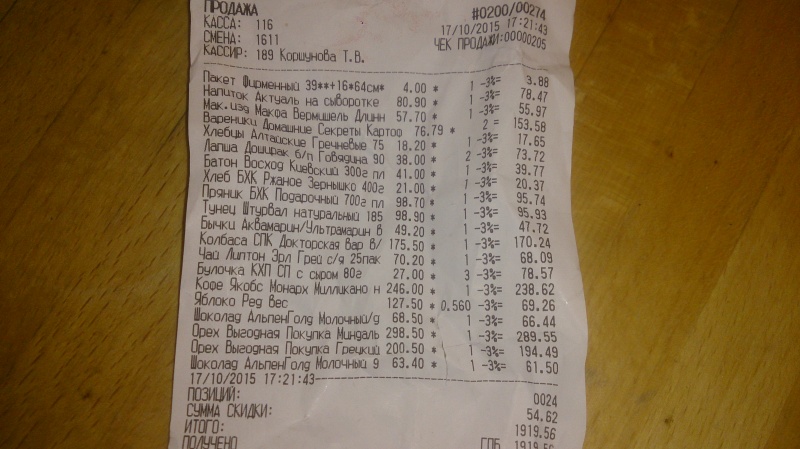 ПРОДАЖА #0200/00274
КАССА: 116 17/10/2015 17:21:43
СМЕНА: 1611 ЧЕК ПРОДАЖИ:00000205
КАССИР: 189 Коршунова Т.В.
Пакет Фирменный 39**+16*64см* 4.00 * 1 -3%= 3.88
Напиток Актуаль на сыворотке 80.90 * 1 -3%= 78.47
Мак.изд Макфа Вермишель Длинн 57.70 * 1 -3%= 55.97
Вареники Домашние Секреты Картоф 76.79 * 2 = 153.58
Хлебцы Алтайские Гречневые 75 18.20 * 1 -3%= 17.65
Лапша Доширак б/п Говядина 90 38.00 * 2 -3%= 73.72
Батон Восход Киевский 300г пл 41.00 * 1 -3%= 39.77
Хлеб БХК Ржаное Зернышко 400г 21.00 * 1 -3%= 20.37
Пряник БХК Подарочный 700г пл 98.70 * 1 -3%= 95.74
Тунец Штурвал натуральный 185 98.90 * 1 -3%= 95.93
Бычки Аквамарин/Ультрамарин в 49.20 * 1 -3%= 47.72
Колбаса СПК Докторская вар в/ 175.50 * 1 -3%= 170.24
Чай Липтон Эрл Грей с/я 25пак 70.20 * 1 -3%= 68.09
Булочка КХП СП с сыром 80г 27.00 * 3 -3%= 78.57
Кофе Якобс Монарх Милликано н 246.00 * 1 -3%= 238.62
Яблоко Ред вес 127.50 * 0.560 -3%= 69.26
Шоколад АльпенГолд Молочный/д 68.50 * 1 -3%= 66.44
Орех Выгодная Покупка Миндаль 298.50 * 1 -3%= 289.55
Орех Выгодная Покупка Грецкий 200.50 * 1 -3%= 194.49
Шоколад АльпенГолд Молочный 9 63.40 * 1 -3%= 61.50
17/10/2015 17:21:43
ПОЗИЦИЙ: 0024
СУММА СКИДКИ: 54.62
ИТОГО: 1919.56
ПОЛУЧЕНО ГПБ 1919.56